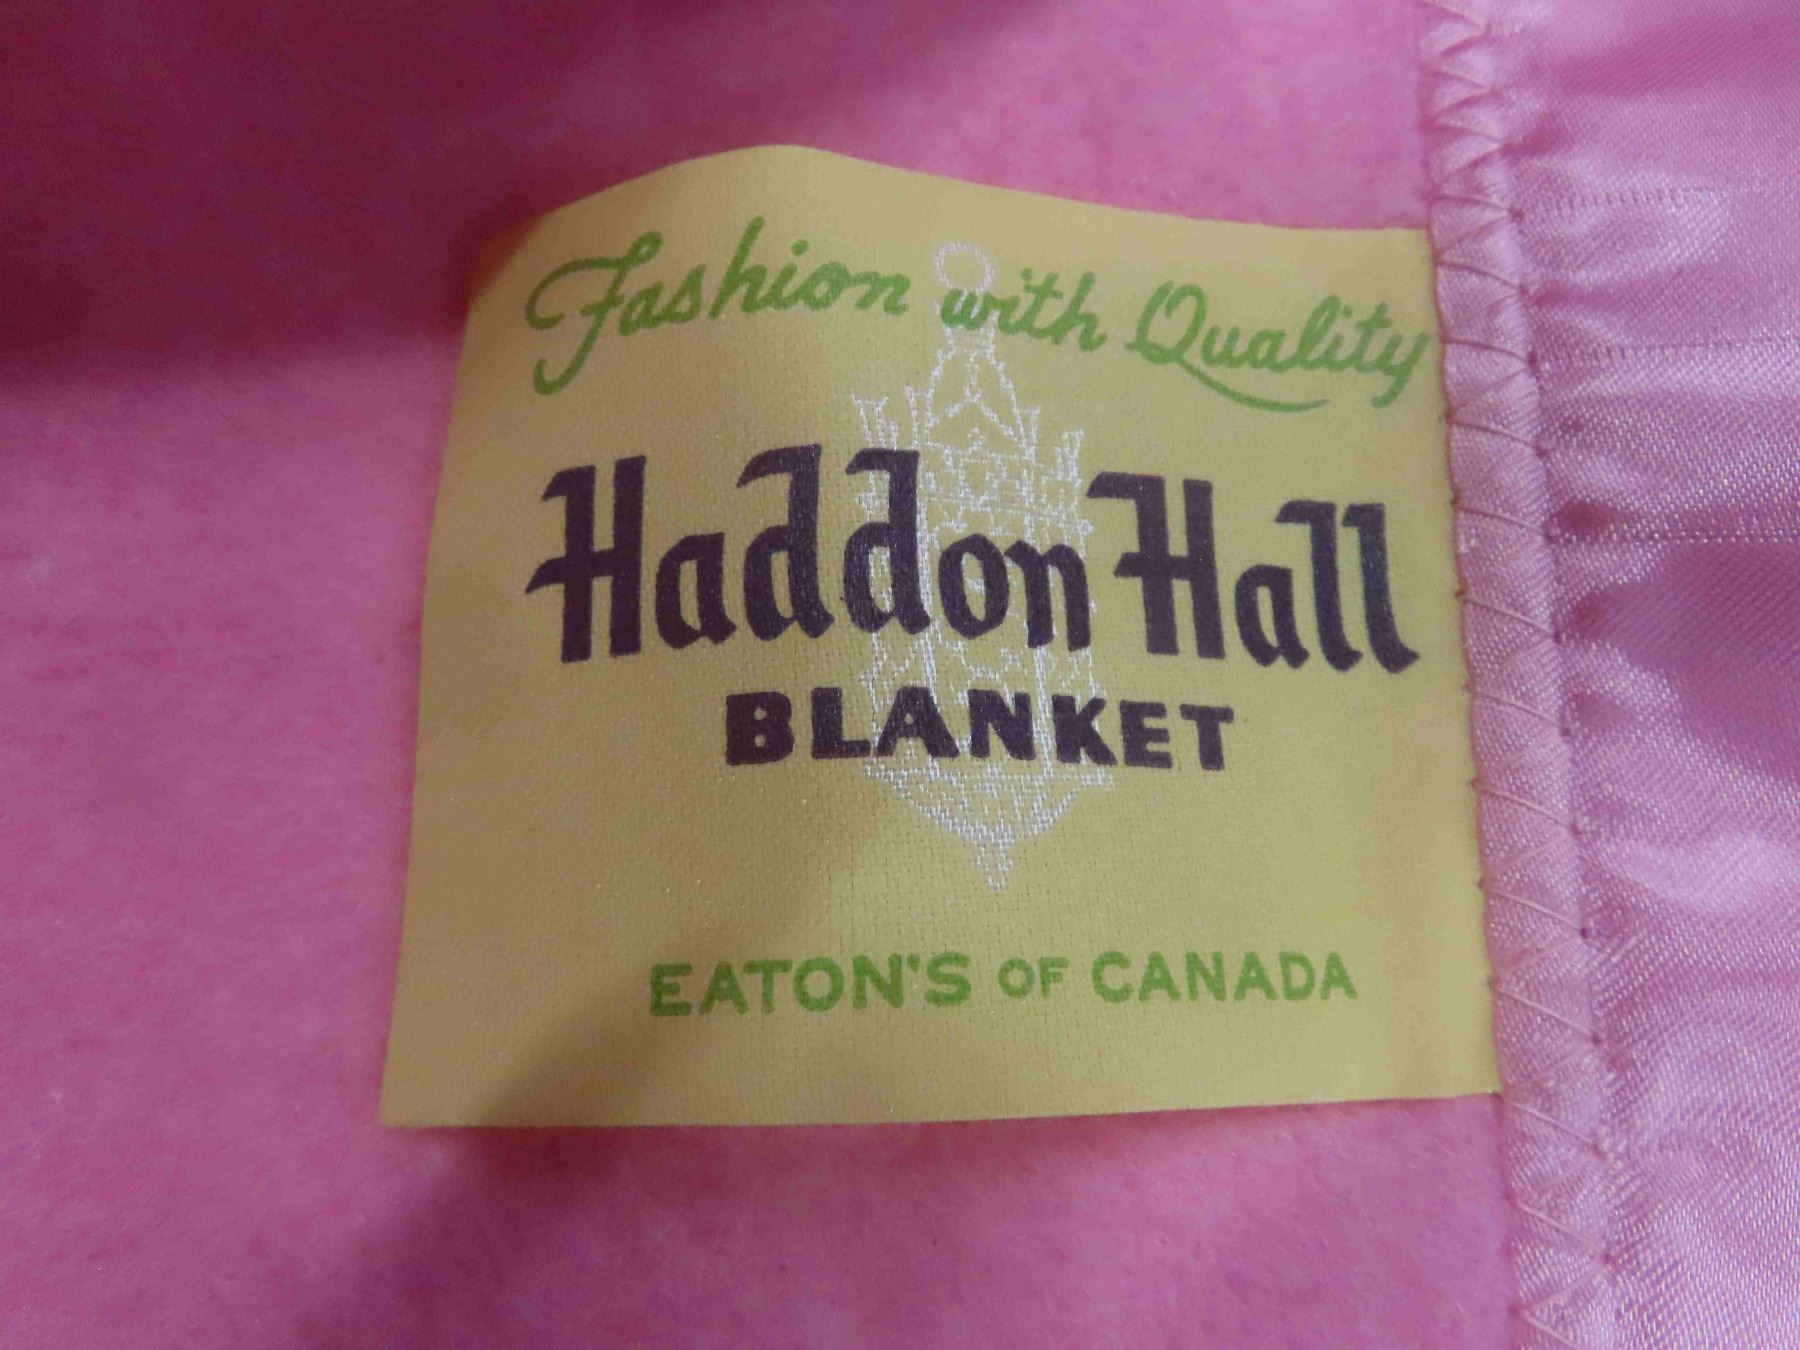 Fashion with Quality
Haddon Hall
BLANKET
EATON'S OF CANADA